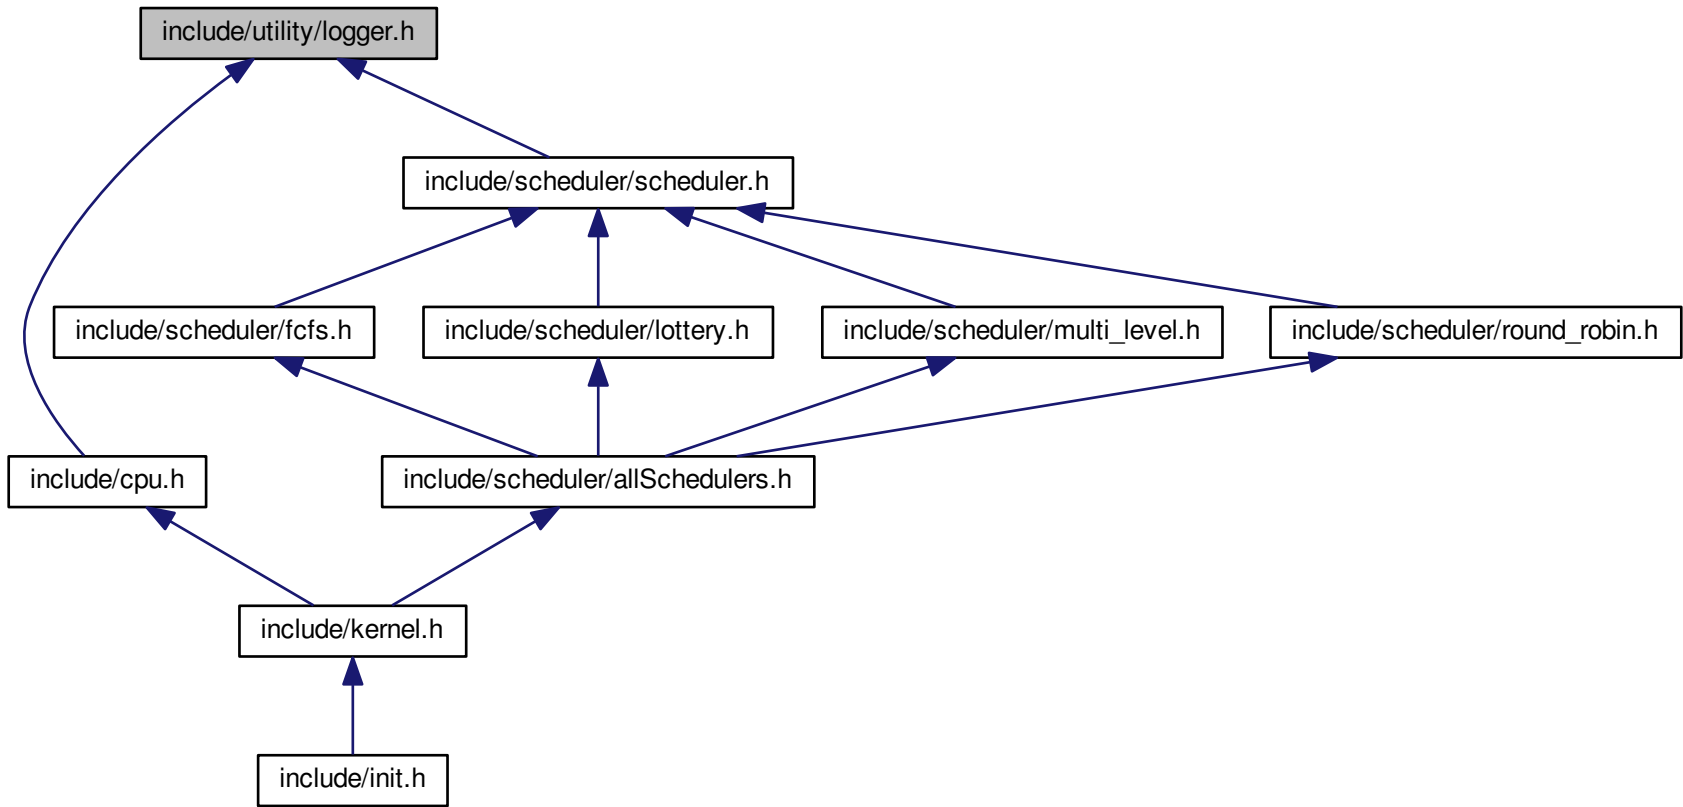 include/utility/logger.h
include/scheduler/scheduler.h
include/scheduler/fcfs.h
include/scheduler/lottery.h
include/scheduler/multi_level.h
include/scheduler/round_robin.h
include/cpu.h
include/scheduler/allSchedulers.h
include/kernel.h
include/init.h